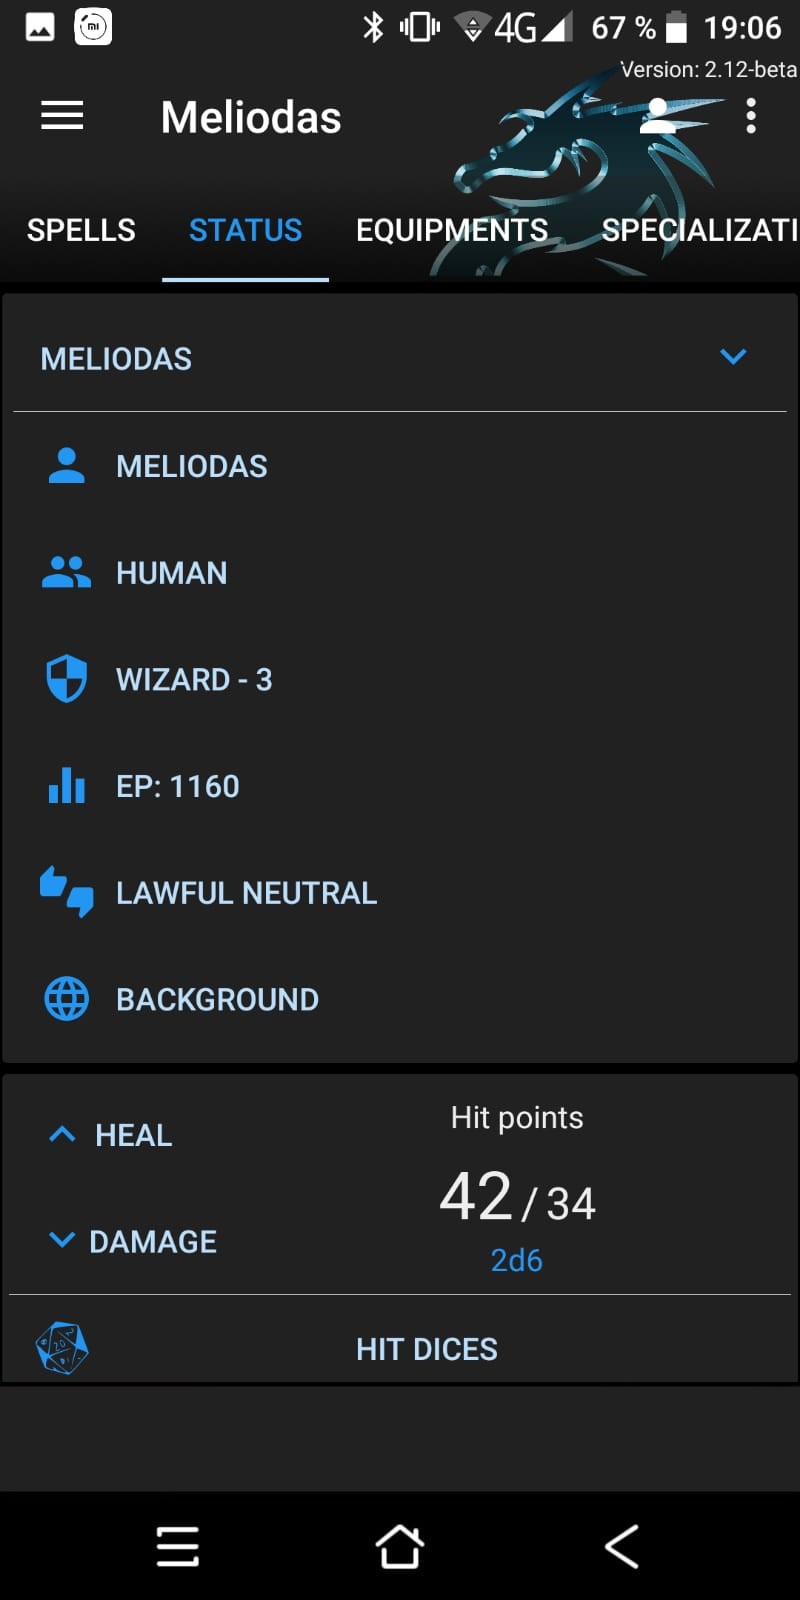 4G 67 % 19:06
Version: 2.12-beta
Meliodas
SPELLS STATUS EQUIPMENTS SPECIALIZATI
MELIODAS
MELIODAS
HUMAN
WIZARD - 3
EP: 1160
LAWFUL NEUTRAL
BACKGROUND
HEAL
Hit points
42 / 34
DAMAGE
2d6
HIT DICES